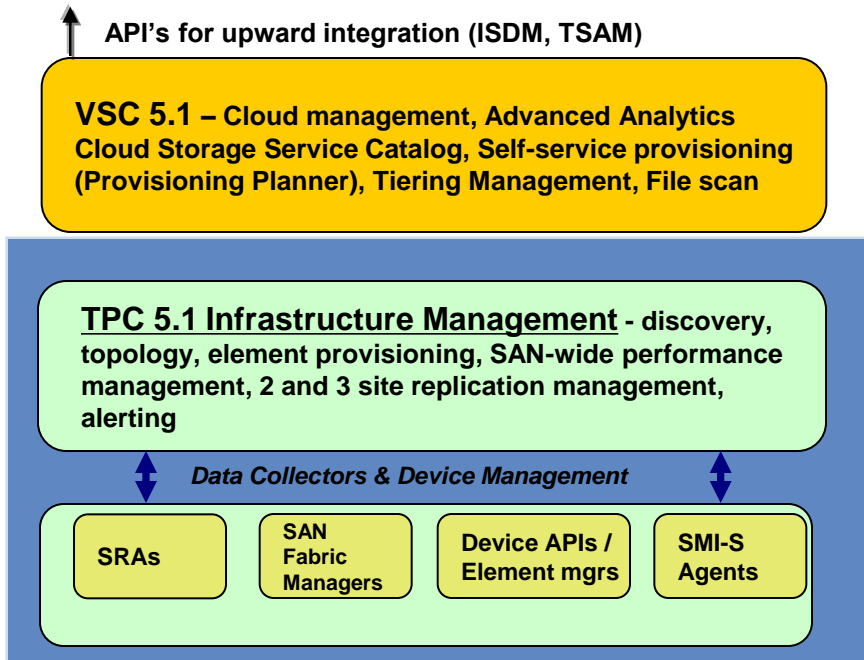 API's for upward integration (ISDM, TSAM)
VSC 5.1 – Cloud management, Advanced Analytics
Cloud Storage Service Catalog, Self-service provisioning
(Provisioning Planner), Tiering Management, File scan
TPC 5.1 Infrastructure Management - discovery,
topology, element provisioning, SAN-wide performance
management, 2 and 3 site replication management,
alerting
Data Collectors & Device Management
SRAs
SAN
Fabric
Managers
Device APIs /
Element mgrs
SMI-S
Agents